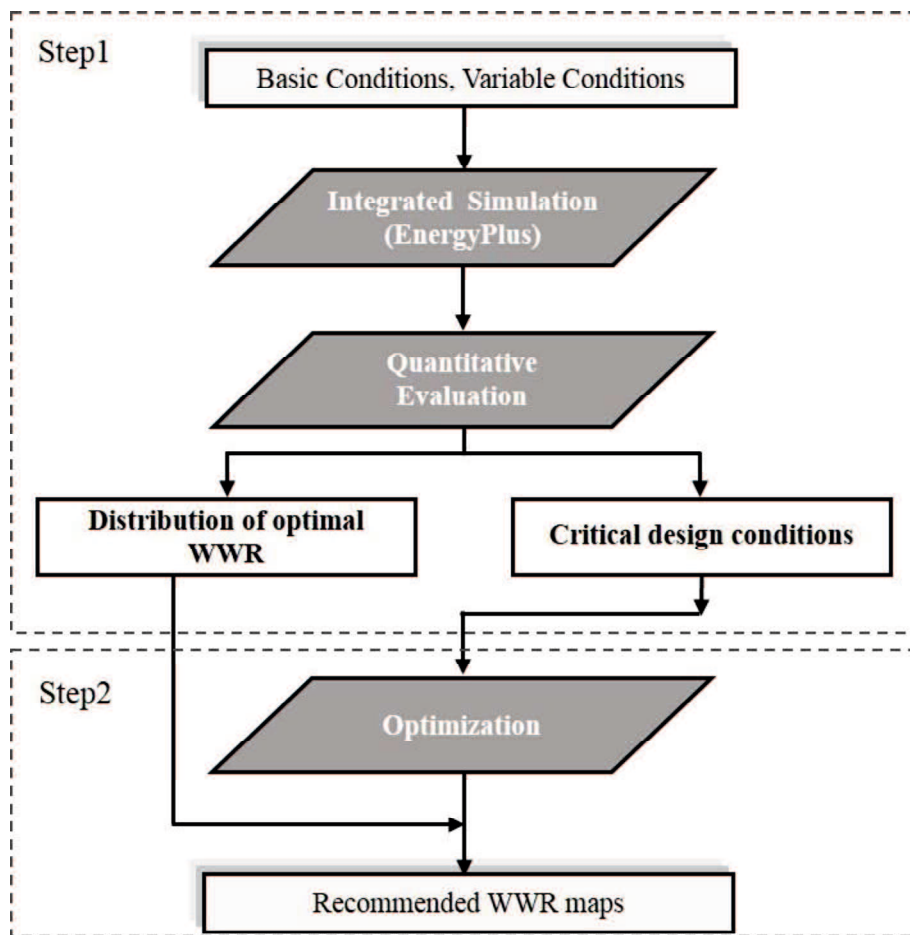 Step1
Basic Conditions, Variable Conditions
Integrated Simulation
(EnergyPlus)
Quantitative
Evaluation
Distribution of optimal
WWR
Critical design conditions
Step2
Optimization
Recommended WWR maps